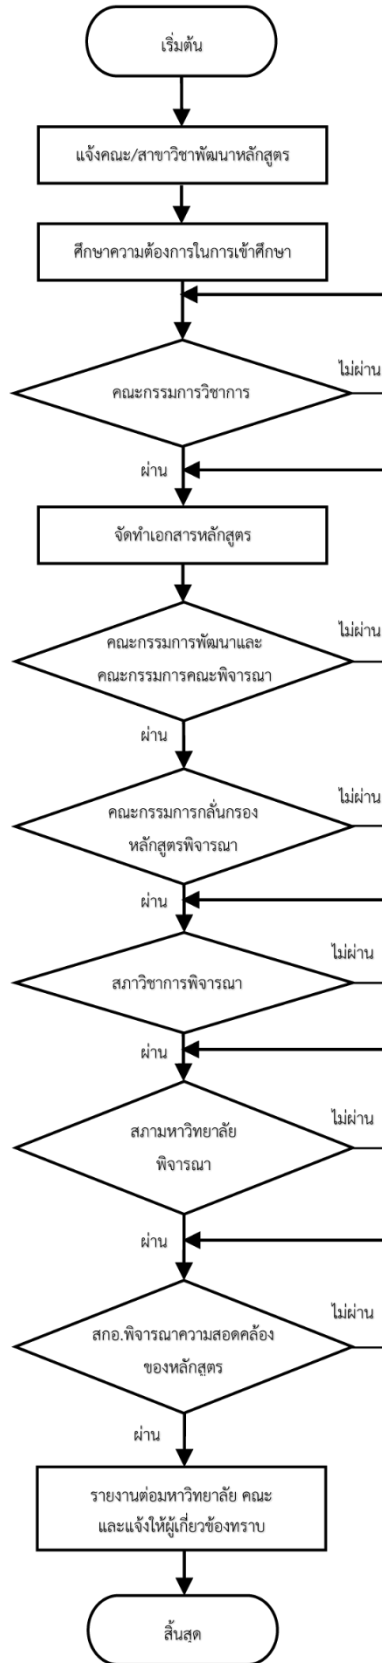 เริ่มต้น
แจ้งคณะ/สาขาวิชาพัฒนาหลักสูตร
ศึกษาความต้องการในการเข้าศึกษา
คณะกรรมการวิชาการ
ไม่ผ่าน
ผ่าน
จัดทำเอกสารหลักสูตร
คณะกรรมการพัฒนาและ
คณะกรรมการคณะพิจารณา
ไม่ผ่าน
ผ่าน
คณะกรรมการกลั่นกรอง
หลักสูตรพิจารณา
ไม่ผ่าน
ผ่าน
สภาวิชาการพิจารณา
ไม่ผ่าน
ผ่าน
สภามหาวิทยาลัย
พิจารณา
ไม่ผ่าน
ผ่าน
สกอ.พิจารณาความสอดคล้อง
ของหลักสูตร
ไม่ผ่าน
ผ่าน
รายงานต่อมหาวิทยาลัย คณะ
และแจ้งให้ผู้เกี่ยวข้องทราบ
สิ้นสุด